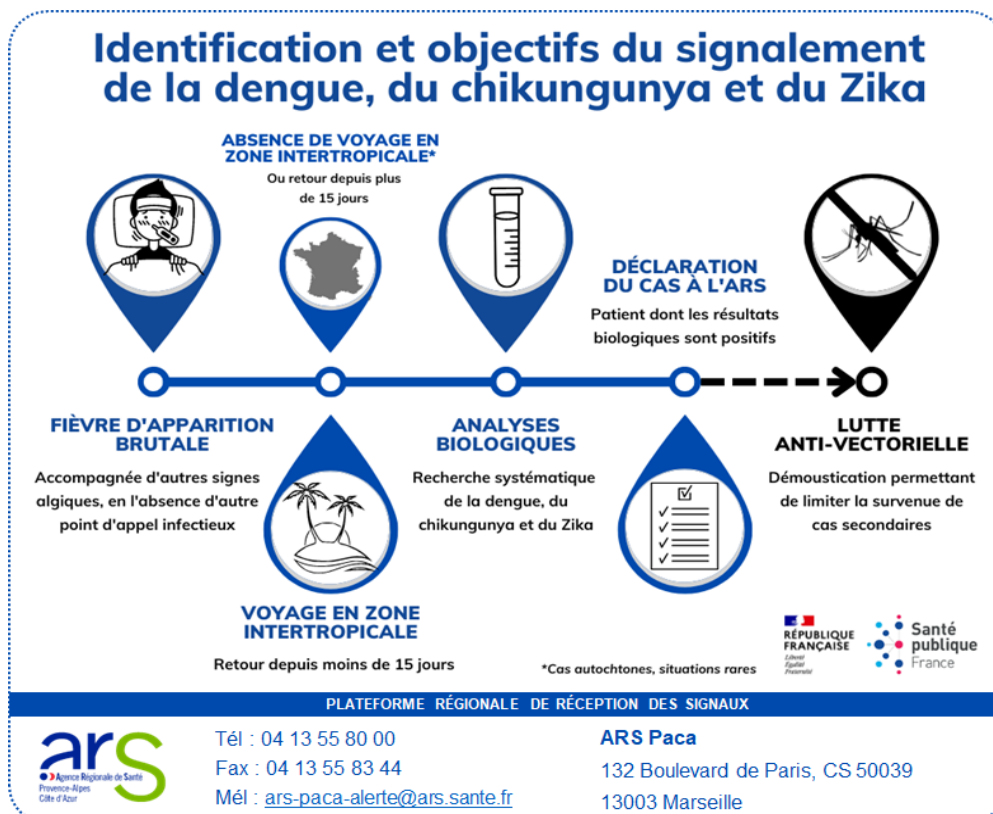 Identification et objectifs du signalement
de la dengue, du chikungunya et du Zika
ABSENCE DE VOYAGE EN
ZONE INTERTROPICALE*
Ou retour depuis plus
de 15 jours
DÉCLARATION
DU CAS À L'ARS
Patient dont les résultats
biologiques sont positifs
FIÈVRE D'APPARITION
BRUTALE
Accompagnée d'autres signes
algiques, en l'absence d'autre
point d'appel infectieux
ANALYSES
BIOLOGIQUES
Recherche systématique
de la dengue, du
chikungunya et du Zika
LUTTE
ANTI-VECTORIELLE
Démoustication permettant
de limiter la survenue de
cas secondaires
VOYAGE EN ZONE
INTERTROPICALE
Retour depuis moins de 15 jours
*Cas autochtones, situations rares
RÉPUBLIQUE
FRANÇAISE
Liberté
Égalité
Fraternité
Santé
publique
France
PLATEFORME RÉGIONALE DE RÉCEPTION DES SIGNAUX
ars
Agence Régionale de Santé
Provence-Alpes
Côte d'Azur
Tél : 04 13 55 80 00
Fax : 04 13 55 83 44
Mél : ars-paca-alerte@ars.sante.fr
ARS Paca
132 Boulevard de Paris, CS 50039
13003 Marseille